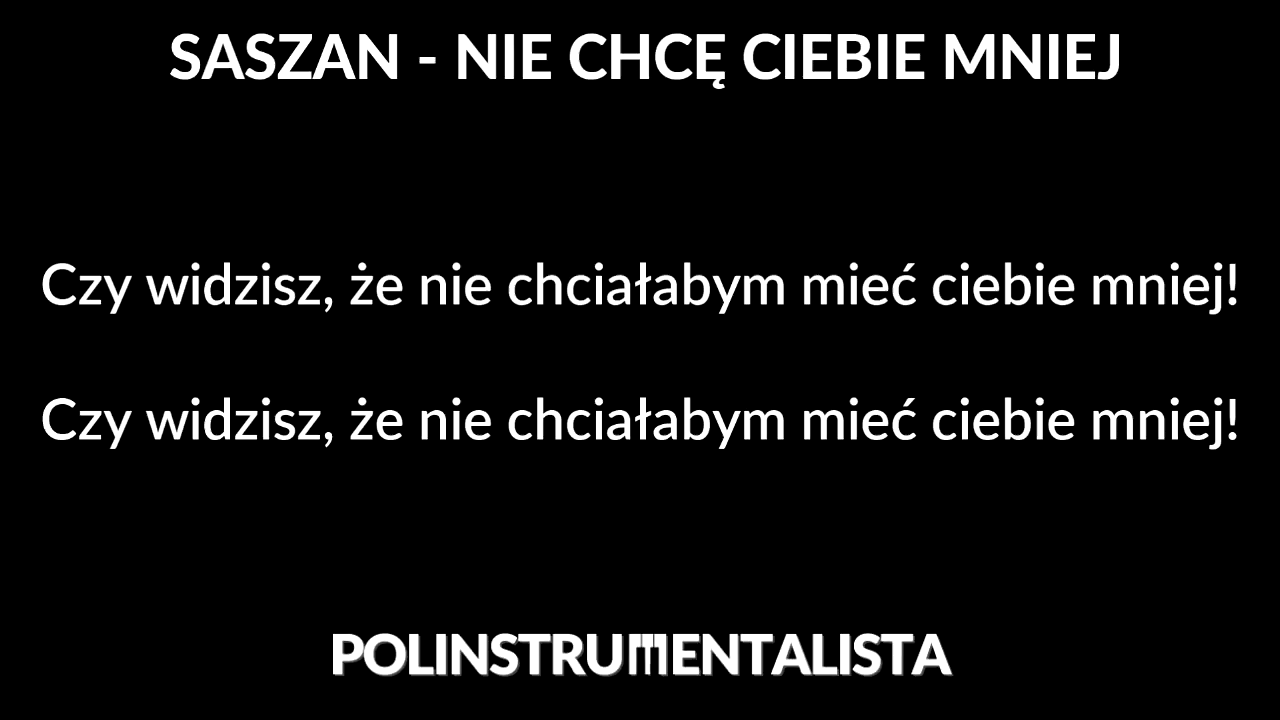 SASZAN - NIE CHCĘ CIEBIE MNIEJ
Czy widzisz, że nie chciałabym mieć ciebie mniej!
Czy widzisz, że nie chciałabym mieć ciebie mniej!
POLINSTRUMENTALISTA